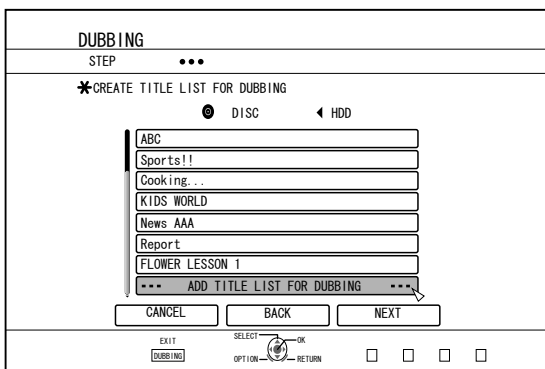 DUBBING
STEP •••
*CREATE TITLE LIST FOR DUBBING
DISC HDD
ABC
Sports!!
Cooking...
KIDS WORLD
News AAA
Report
FLOWER LESSON 1
--- ADD TITLE LIST FOR DUBBING ---
CANCEL BACK NEXT
EXIT SELECT OK
DUBBING OPTION RETURN